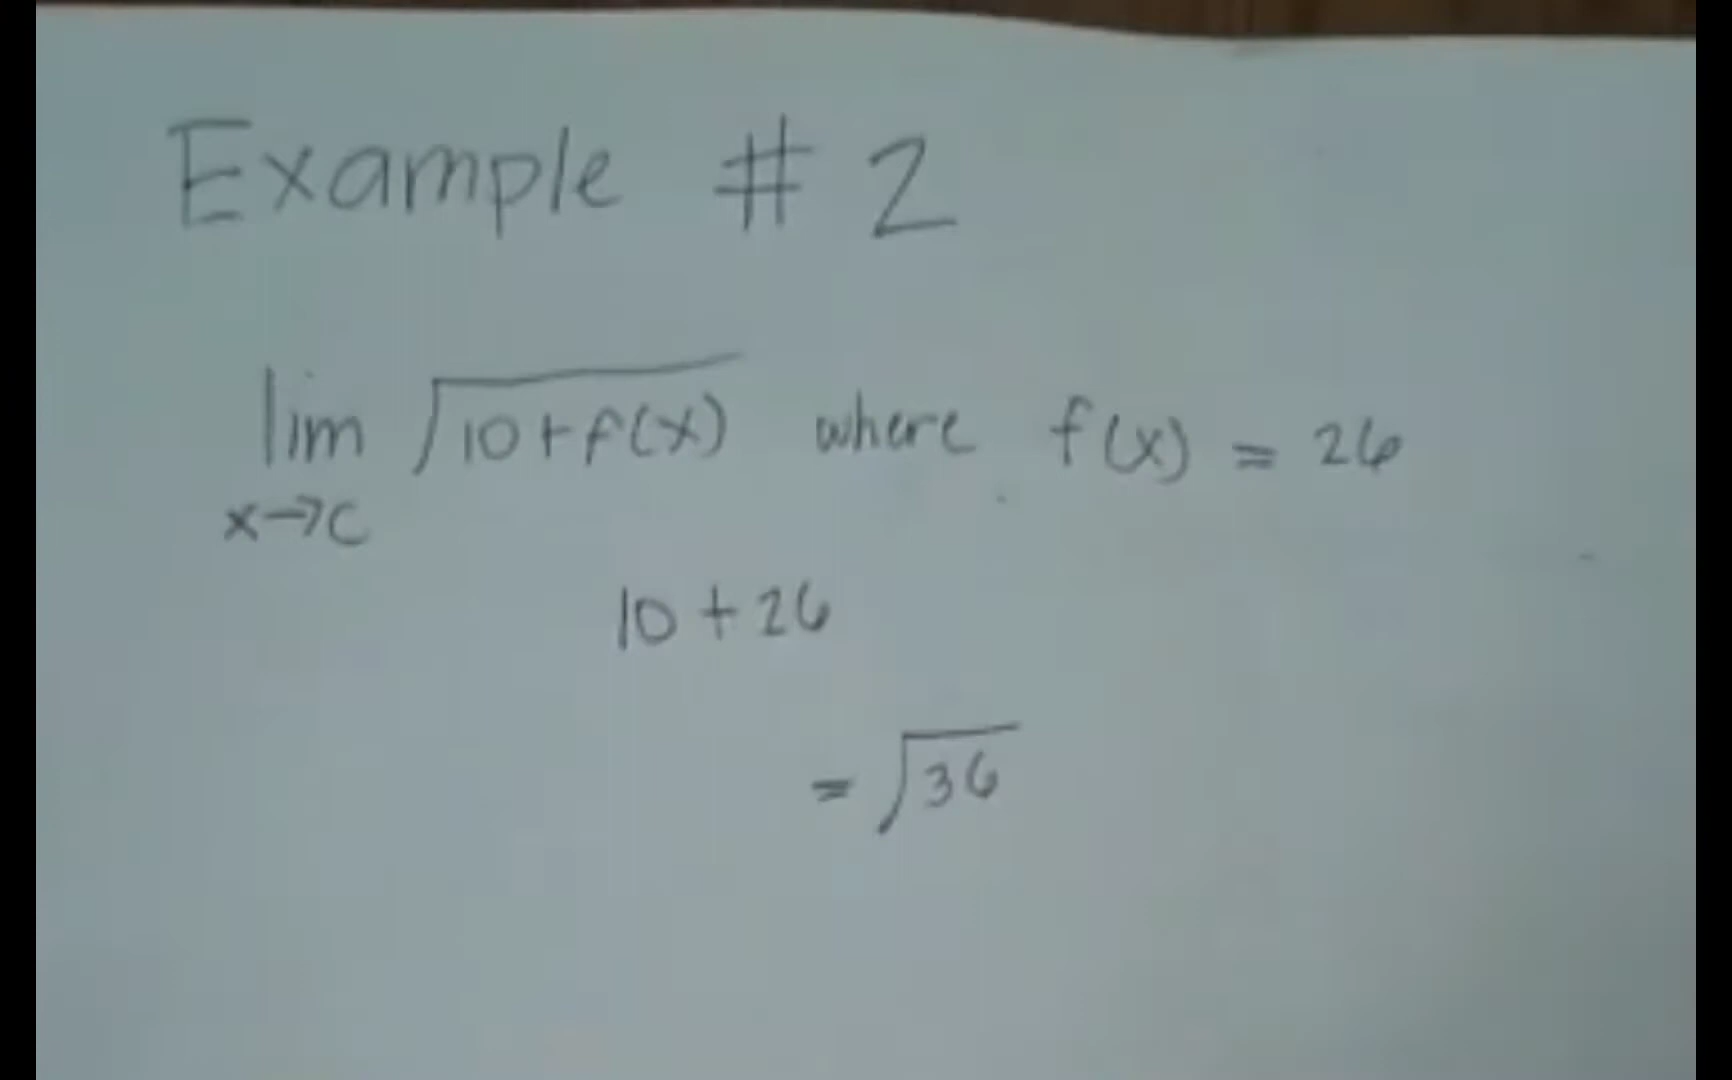 Example # 2
lim √10+f(x) where f(x) = 26
x→c
10+26
= √36